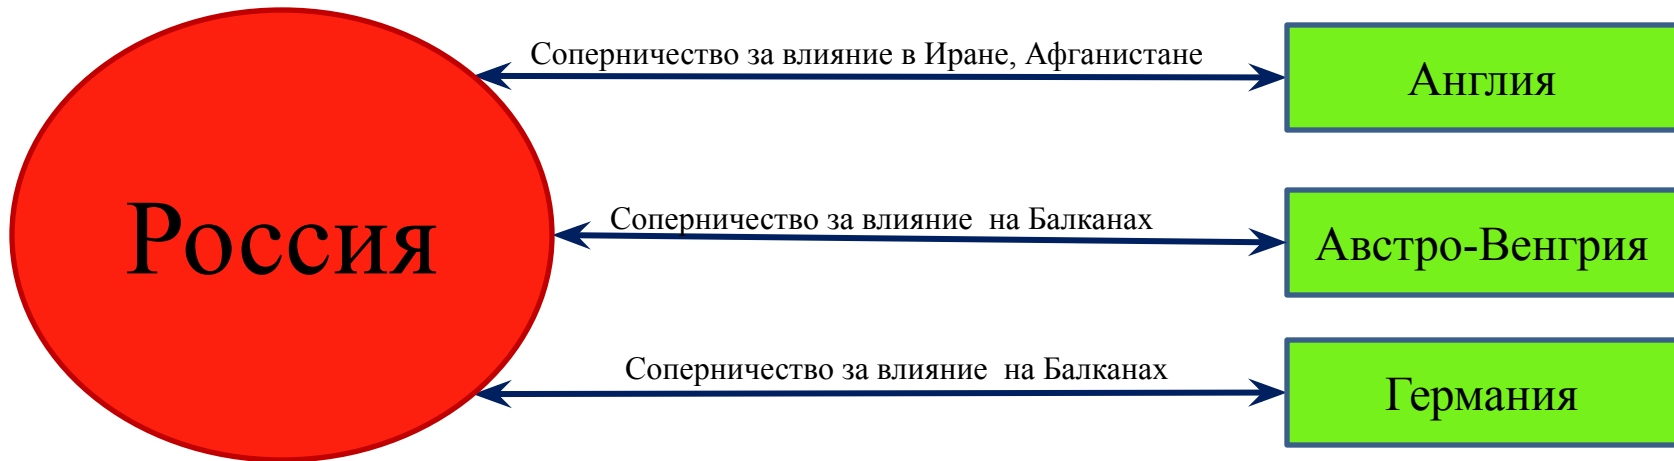 Соперничество за влияние в Иране, Афганистане
Англия
Россия
Соперничество за влияние на Балканах
Австро-Венгрия
Соперничество за влияние на Балканах
Германия